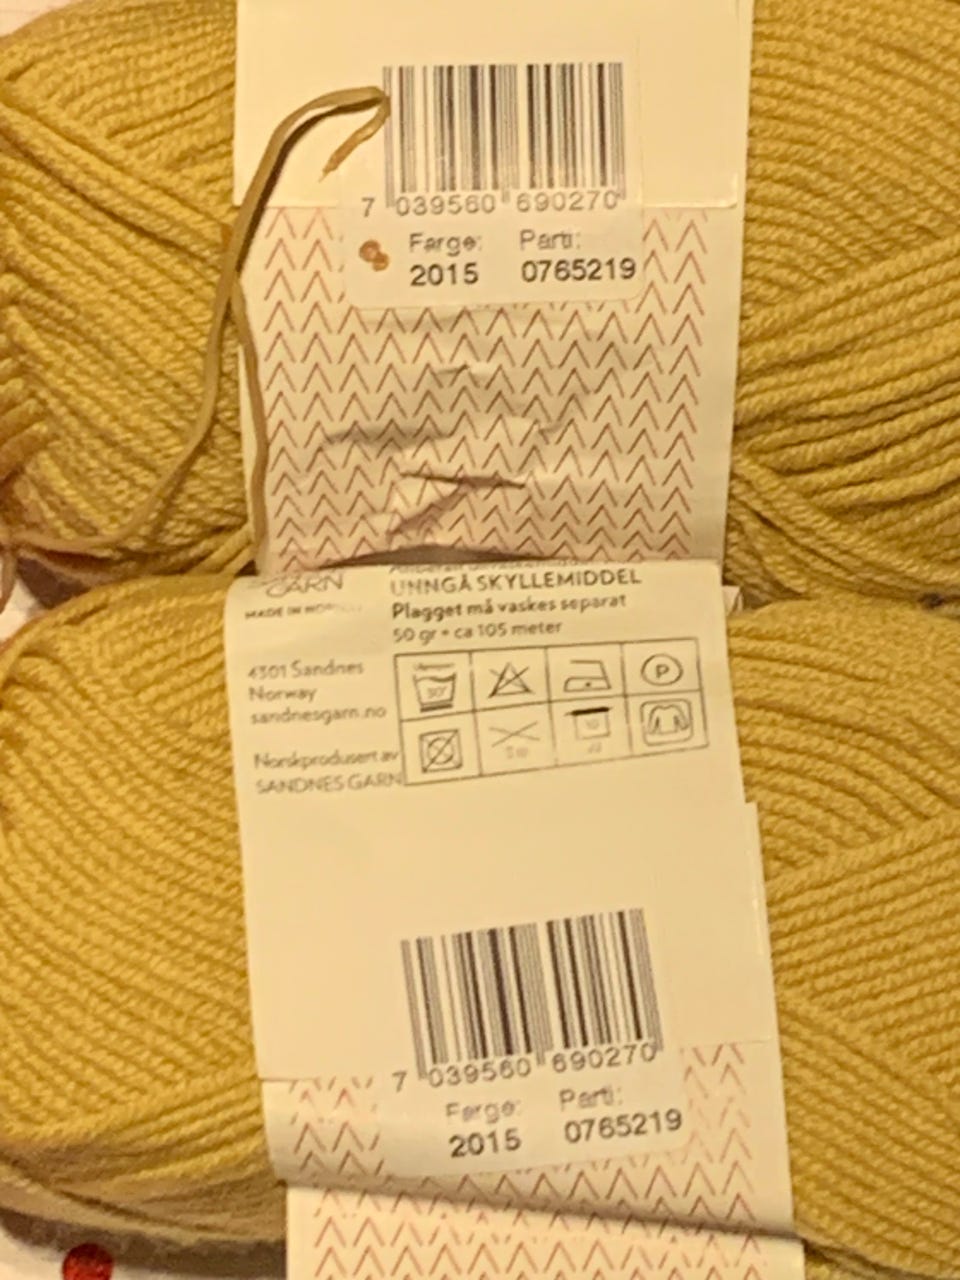 7 039560 690270
Farge: Parti:
2015 0765219
GARN
UNNGÅ SKYLLEMIDDEL
MADE IN
Plagget må vaskes separat
50 gr = ca 105 meter
4301 Sandnes
Norway
sandnesgarn.no
Norskprodusert av
SANDNES GARN
30°
P
7 039560 690270
Farge: Parti:
2015 0765219